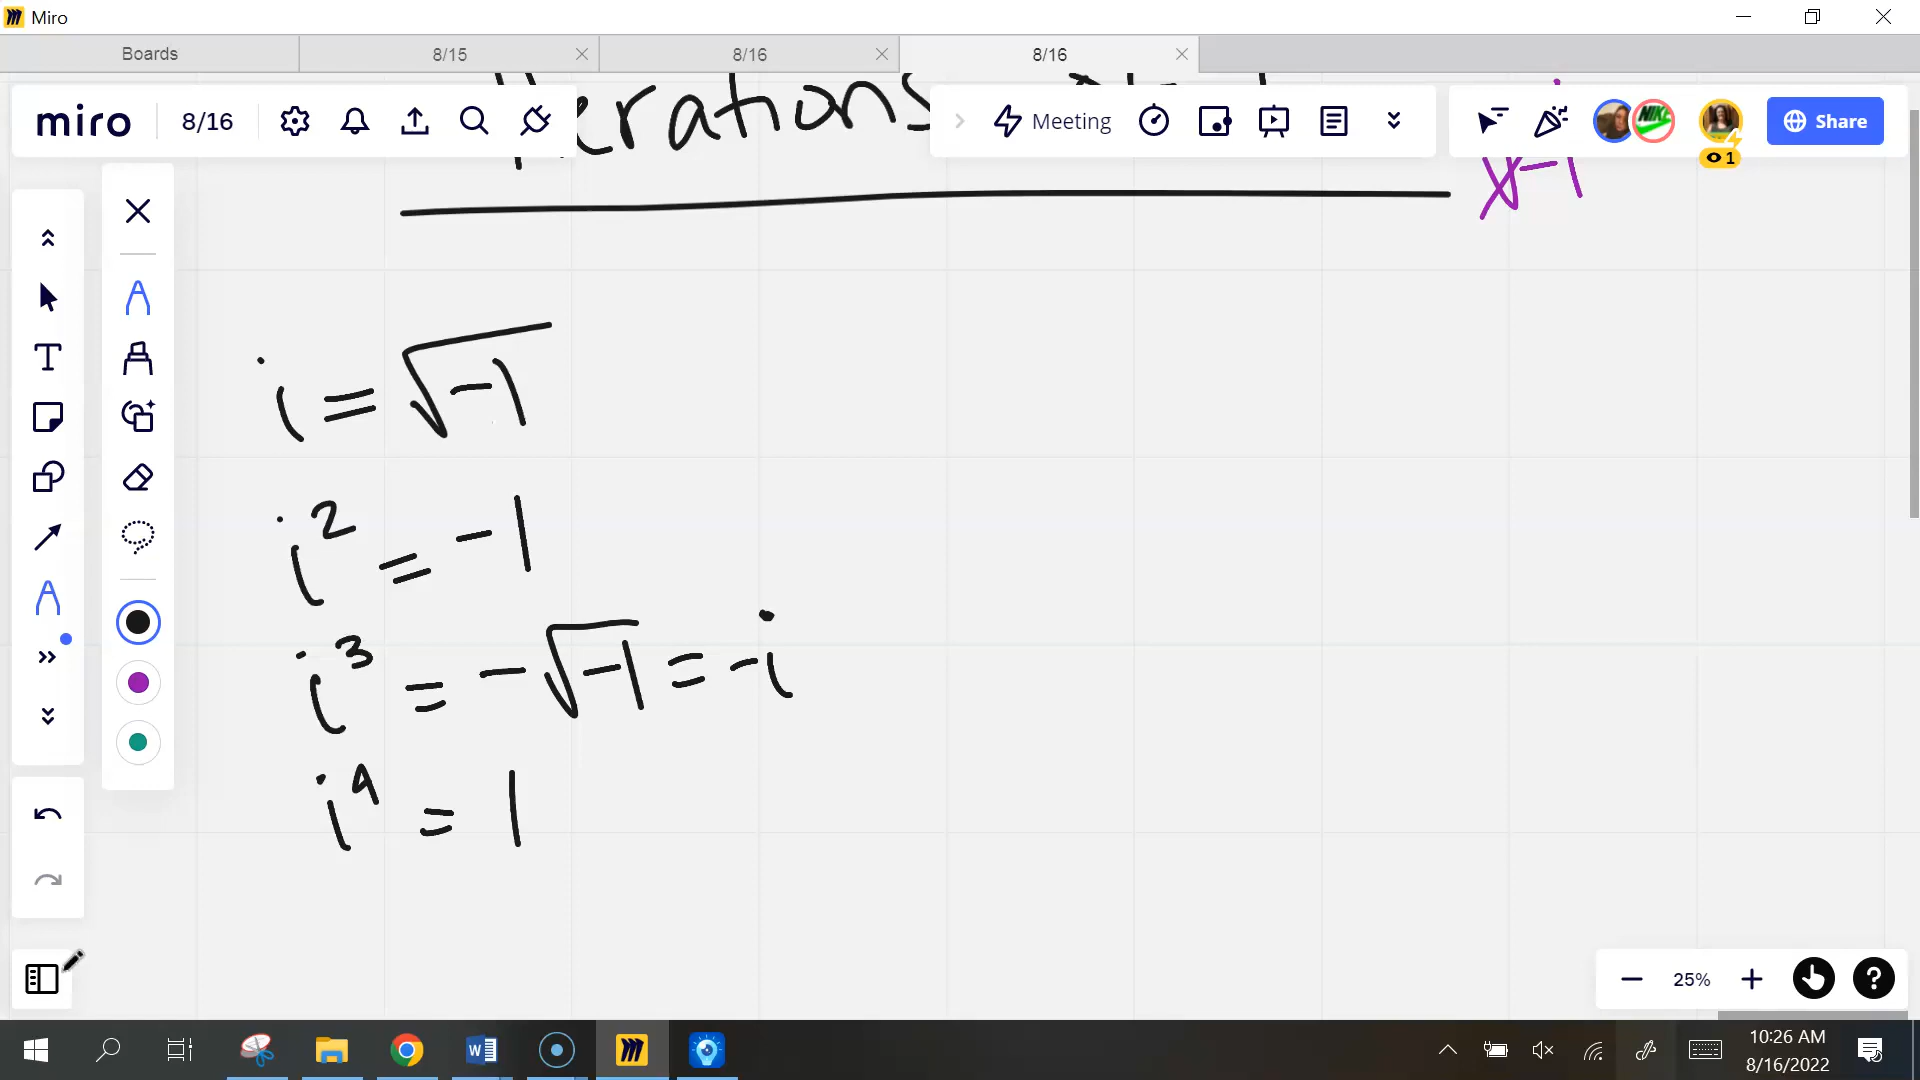 Miro
Boards 8/15 8/16 8/16
miro 8/16 Meeting Share
1
i = √-1
i² = -1
i³ = -√-1 = -i
i⁴ = 1
25%
10:26 AM
8/16/2022